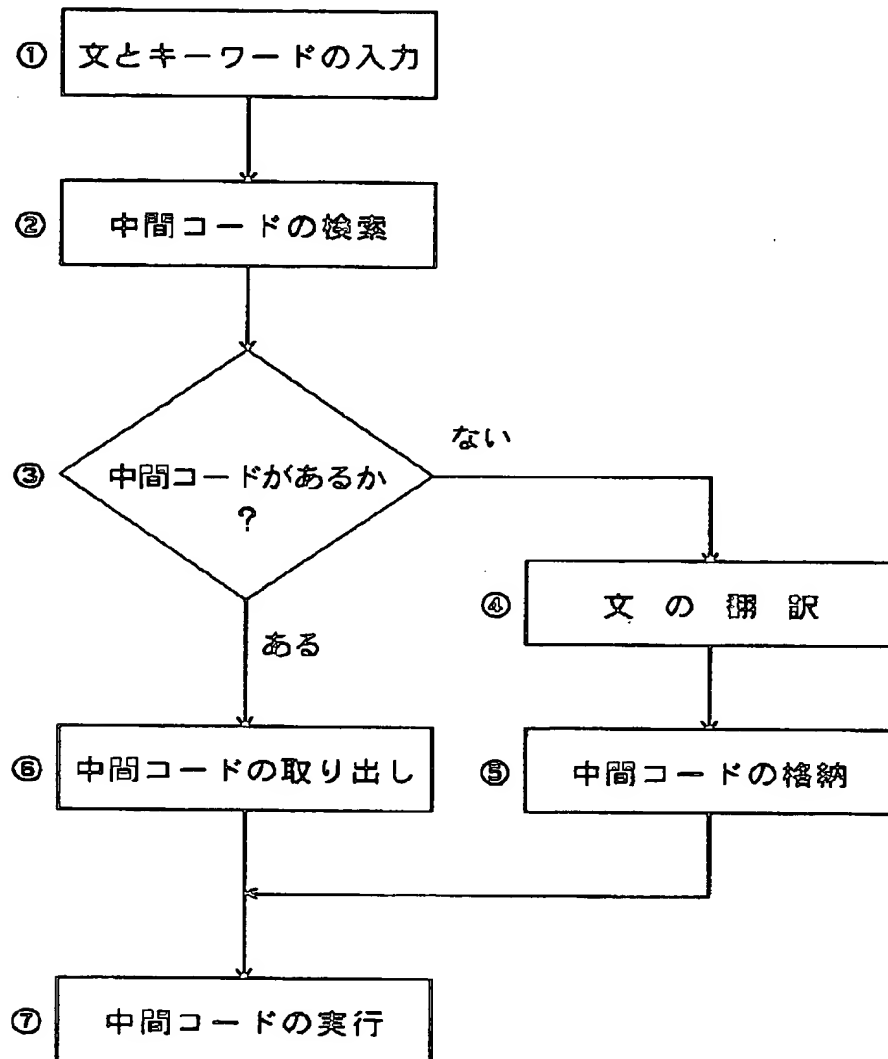 ① 文とキーワードの入力
② 中間コードの検索
③ 中間コードがあるか
?
ない
ある
④ 文の翻訳
⑥ 中間コードの取り出し
⑤ 中間コードの格納
⑦ 中間コードの実行